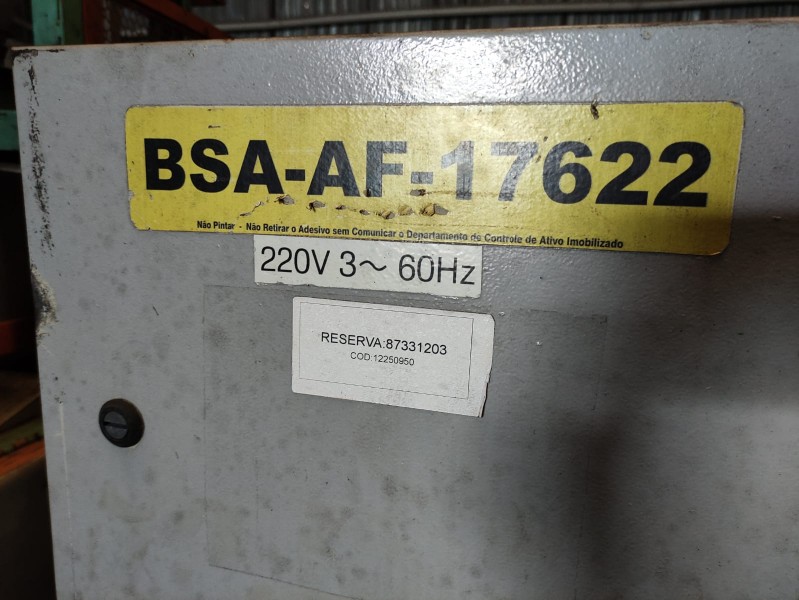 BSA-AF-17622
Não Pintar - Não Retirar o Adesivo sem Comunicar o Departamento de Controle de Ativo Imobilizado
220V 3~ 60Hz
RESERVA:87331203
COD:12250950